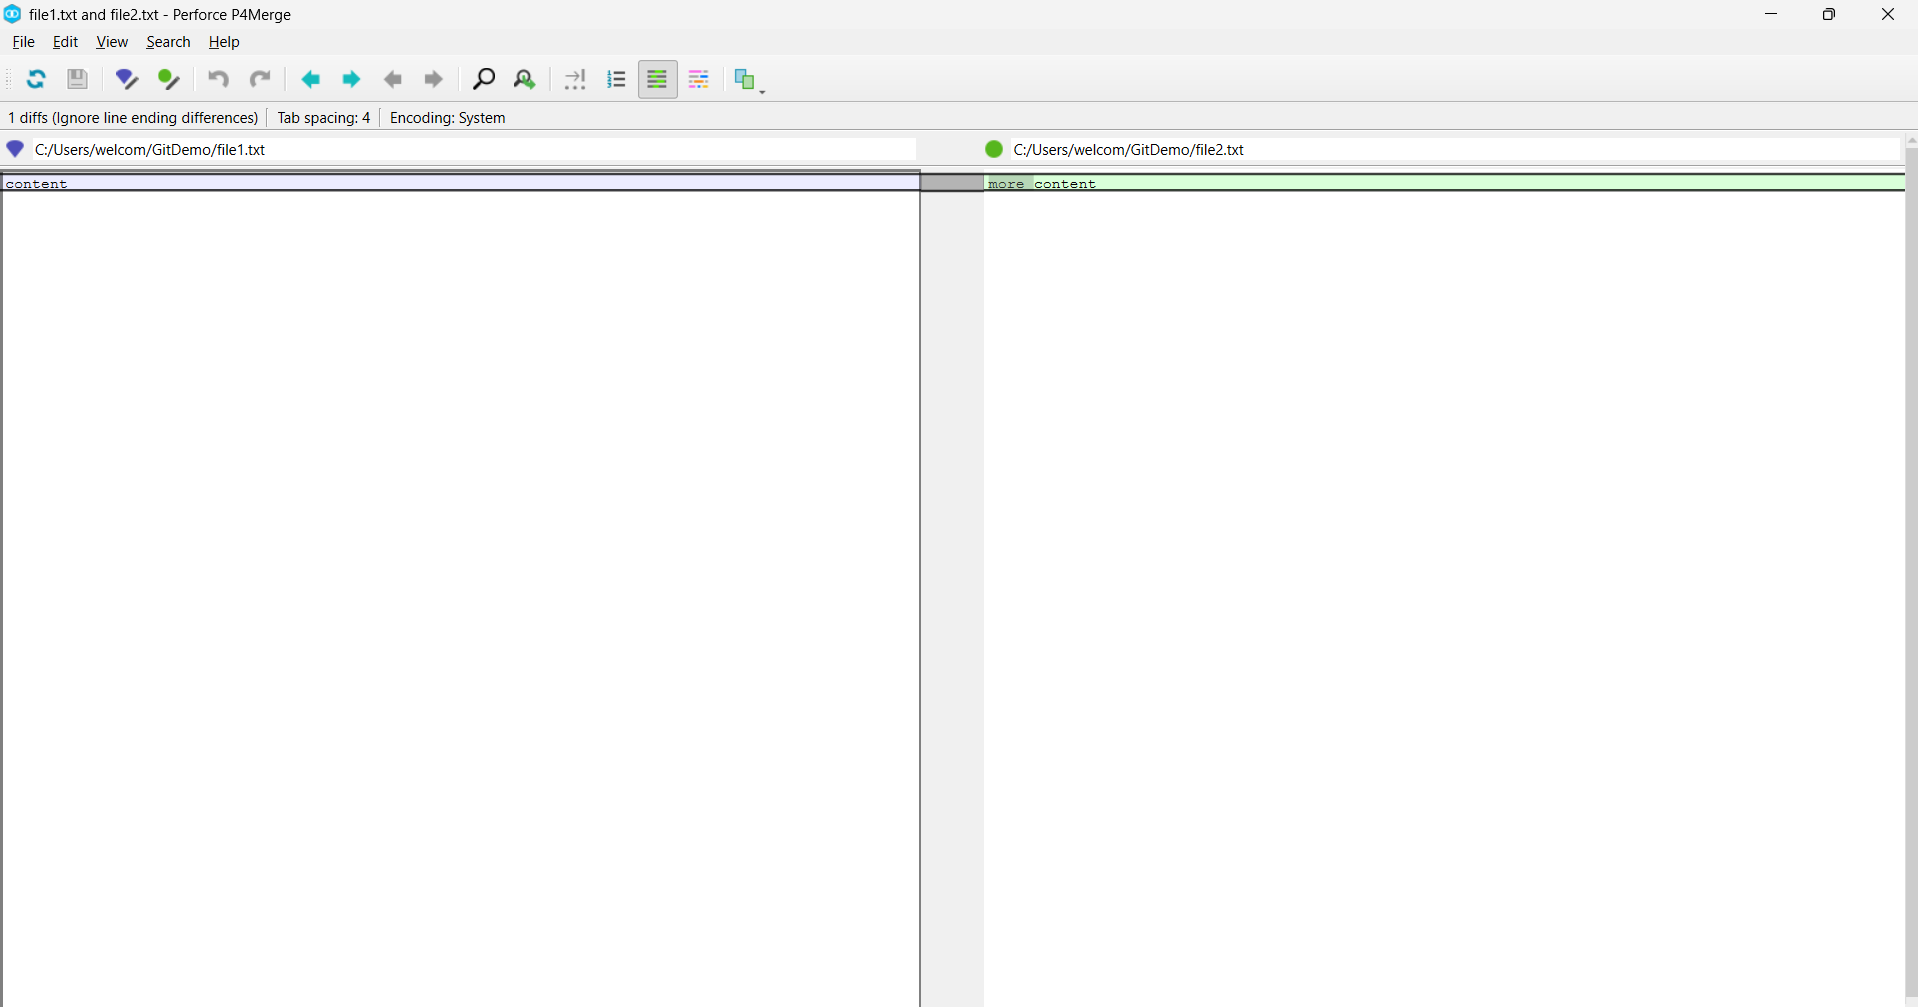 file1.txt and file2.txt - Perforce P4Merge
File Edit View Search Help
1 diffs (Ignore line ending differences) Tab spacing: 4 Encoding: System
C:/Users/welcom/GitDemo/file1.txt C:/Users/welcom/GitDemo/file2.txt
content more content